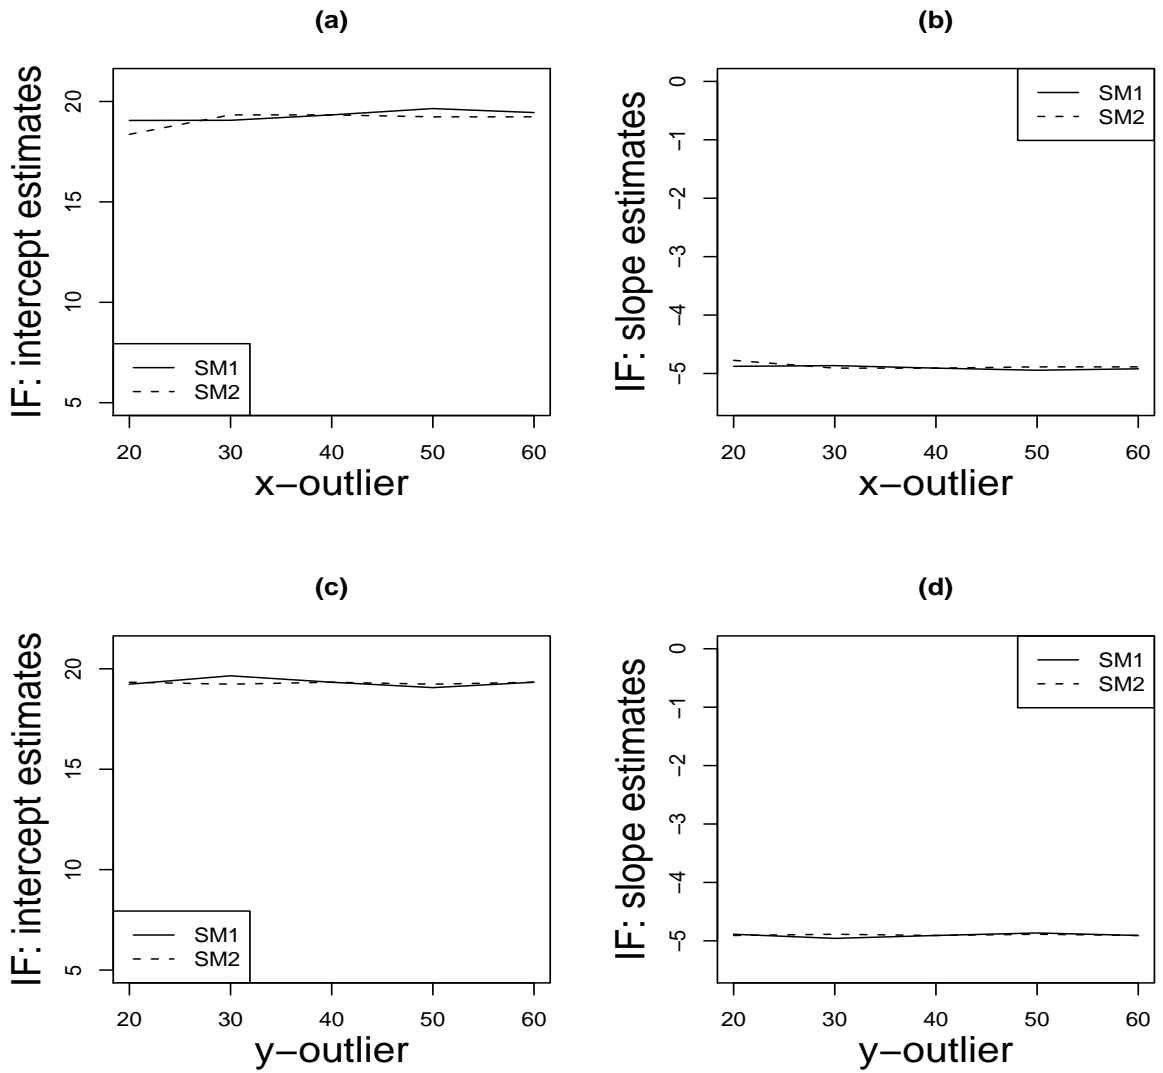 (a)
IF: intercept estimates
20
15
10
5
SM1
SM2
20 30 40 50 60
x−outlier
(b)
IF: slope estimates
0
−1
−2
−3
−4
−5
SM1
SM2
20 30 40 50 60
x−outlier
(c)
IF: intercept estimates
20
15
10
5
SM1
SM2
20 30 40 50 60
y−outlier
(d)
IF: slope estimates
0
−1
−2
−3
−4
−5
SM1
SM2
20 30 40 50 60
y−outlier